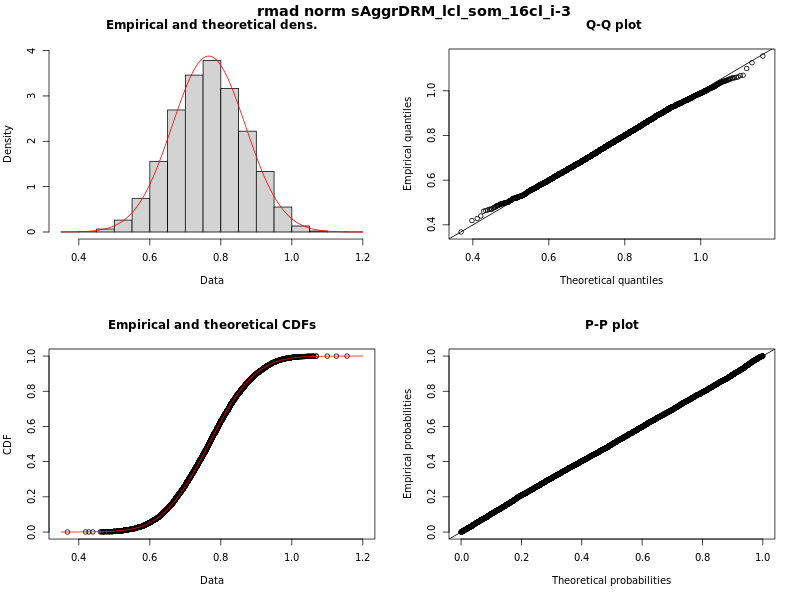 rmad norm sAggrDRM_lcl_som_16cl_i-3
Empirical and theoretical dens.
Density
0 1 2 3 4
0.4 0.6 0.8 1.0 1.2
Data
Q-Q plot
Empirical quantiles
0.4 0.6 0.8 1.0
0.4 0.6 0.8 1.0
Theoretical quantiles
Empirical and theoretical CDFs
CDF
0.0 0.2 0.4 0.6 0.8 1.0
0.4 0.6 0.8 1.0 1.2
Data
P-P plot
Empirical probabilities
0.0 0.2 0.4 0.6 0.8 1.0
0.0 0.2 0.4 0.6 0.8 1.0
Theoretical probabilities